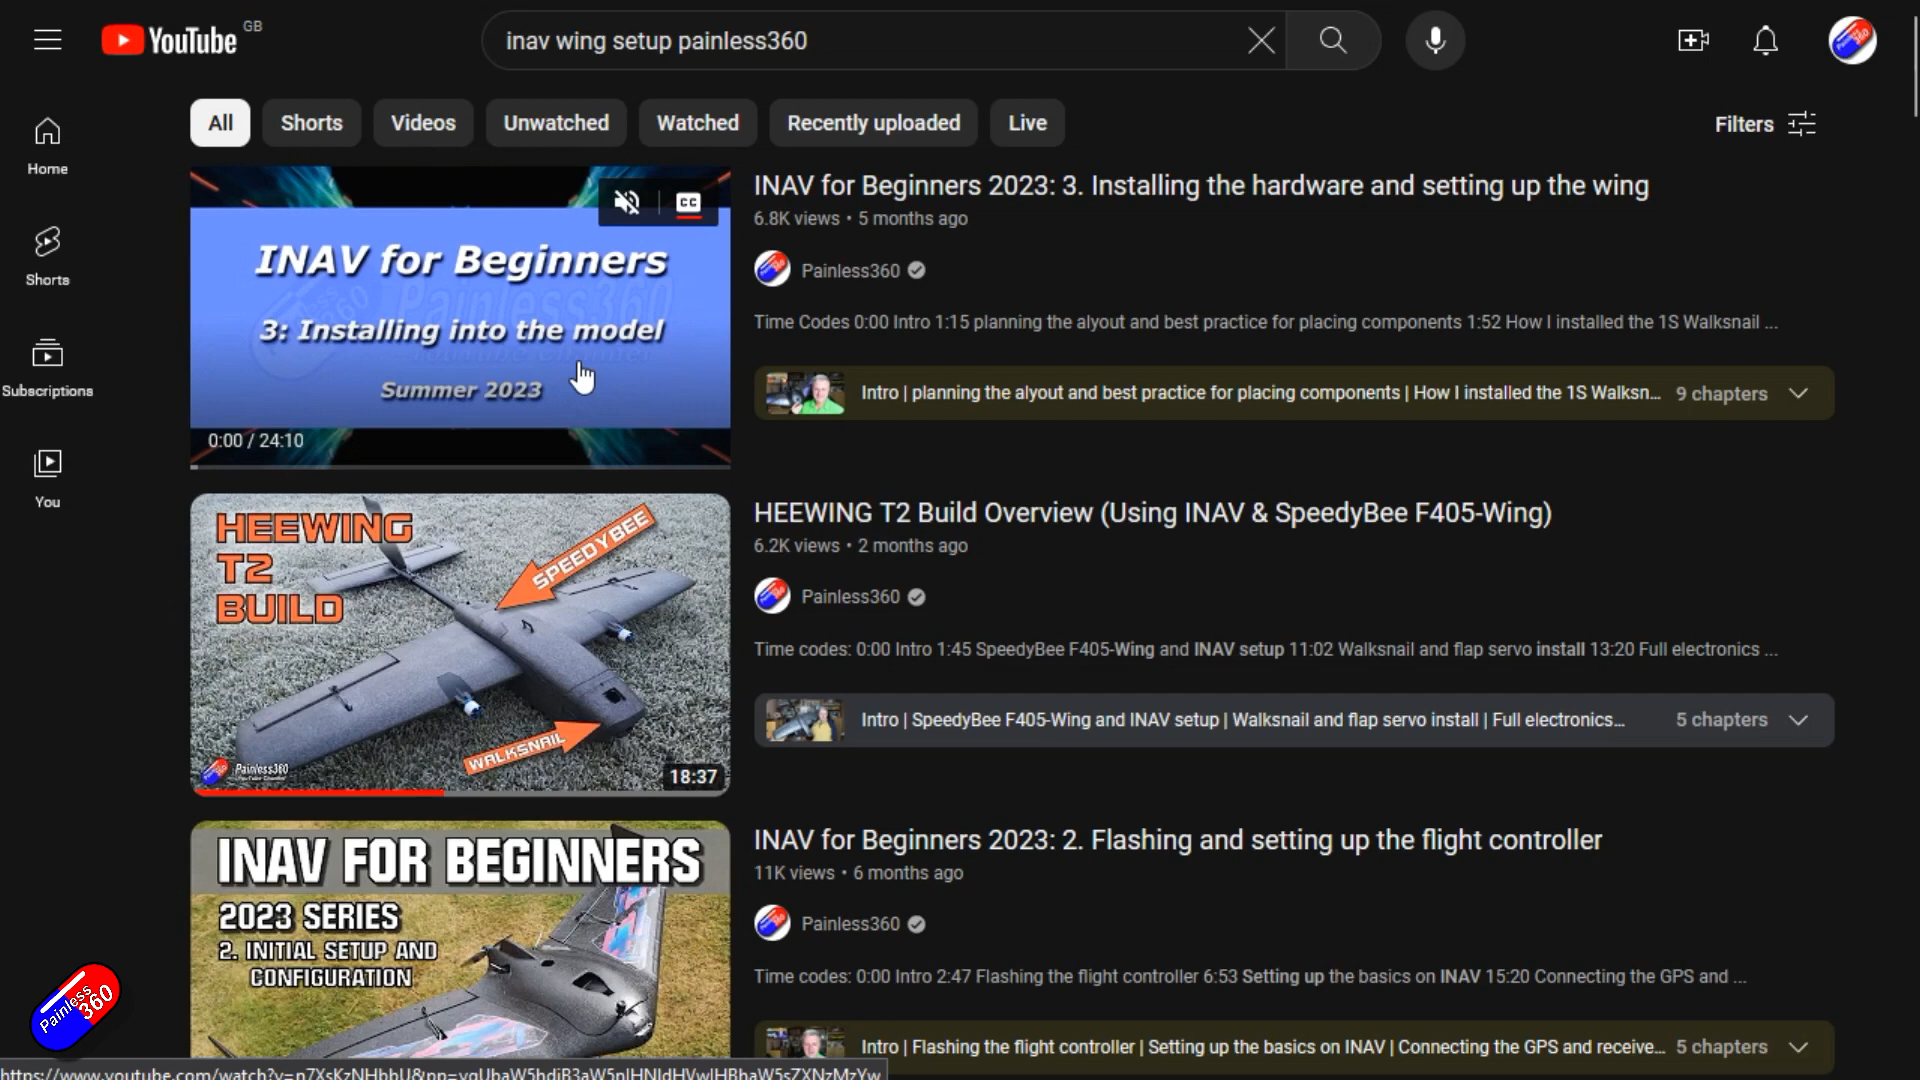 YouTube GB
inav wing setup painless360
All
Shorts
Videos
Unwatched
Watched
Recently uploaded
Live
Filters
Home
Shorts
Subscriptions
You
INAV for Beginners
3: Installing into the model
Summer 2023
0:00 / 24:10
CC
INAV for Beginners 2023: 3. Installing the hardware and setting up the wing
6.8K views • 5 months ago
Painless360
Time Codes 0:00 Intro 1:15 planning the alyout and best practice for placing components 1:52 How I installed the 1S Walksnail ...
Intro | planning the alyout and best practice for placing components | How I installed the 1S Walksn... 9 chapters
HEEWING
T2
BUILD
SPEEDYBEE
WALKSNAIL
Painless360
18:37
HEEWING T2 Build Overview (Using INAV & SpeedyBee F405-Wing)
6.2K views • 2 months ago
Painless360
Time codes: 0:00 Intro 1:45 SpeedyBee F405-Wing and INAV setup 11:02 Walksnail and flap servo install 13:20 Full electronics ...
Intro | SpeedyBee F405-Wing and INAV setup | Walksnail and flap servo install | Full electronics... 5 chapters
INAV FOR BEGINNERS
2023 SERIES
2. INITIAL SETUP AND
CONFIGURATION
INAV for Beginners 2023: 2. Flashing and setting up the flight controller
11K views • 6 months ago
Painless360
Time codes: 0:00 Intro 2:47 Flashing the flight controller 6:53 Setting up the basics on INAV 15:20 Connecting the GPS and ...
Intro | Flashing the flight controller | Setting up the basics on INAV | Connecting the GPS and receive... 5 chapters
Painless
360